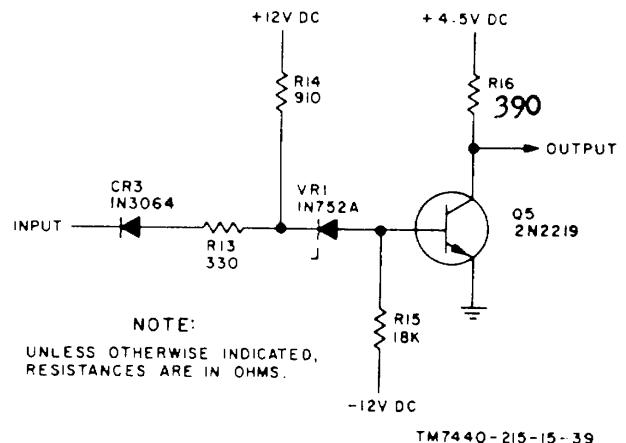 +12V DC
+4.5V DC
R14
910
R16
390
OUTPUT
CR3
1N3064
VR1
1N752A
Q5
2N2219
INPUT
R13
330
R15
18K
NOTE:
UNLESS OTHERWISE INDICATED,
RESISTANCES ARE IN OHMS.
-12V DC
TM7440-215-15-39